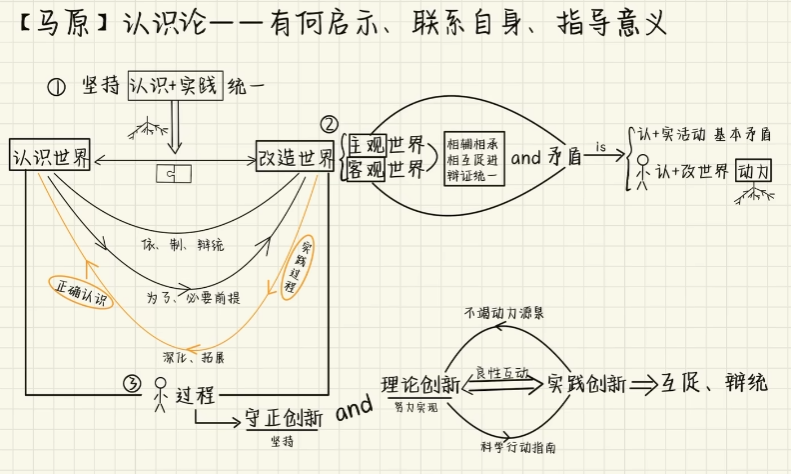 【马原】认识论——有何启示、联系自身、指导意义
① 坚持 认识+实践 统一
认识世界
改造世界
②
主观世界
客观世界
相辅相承
相互促进
辩证统一
and 矛盾
is
认+实活动 基本矛盾
认+改世界 动力
依、制、辩统
为了、必要前提
正确认识
实践过程
深化、拓展
③ 过程
守正创新
坚持
and
理论创新
努力实现
不竭动力源泉
良性互动
科学行动指南
实践创新
互促、辩统